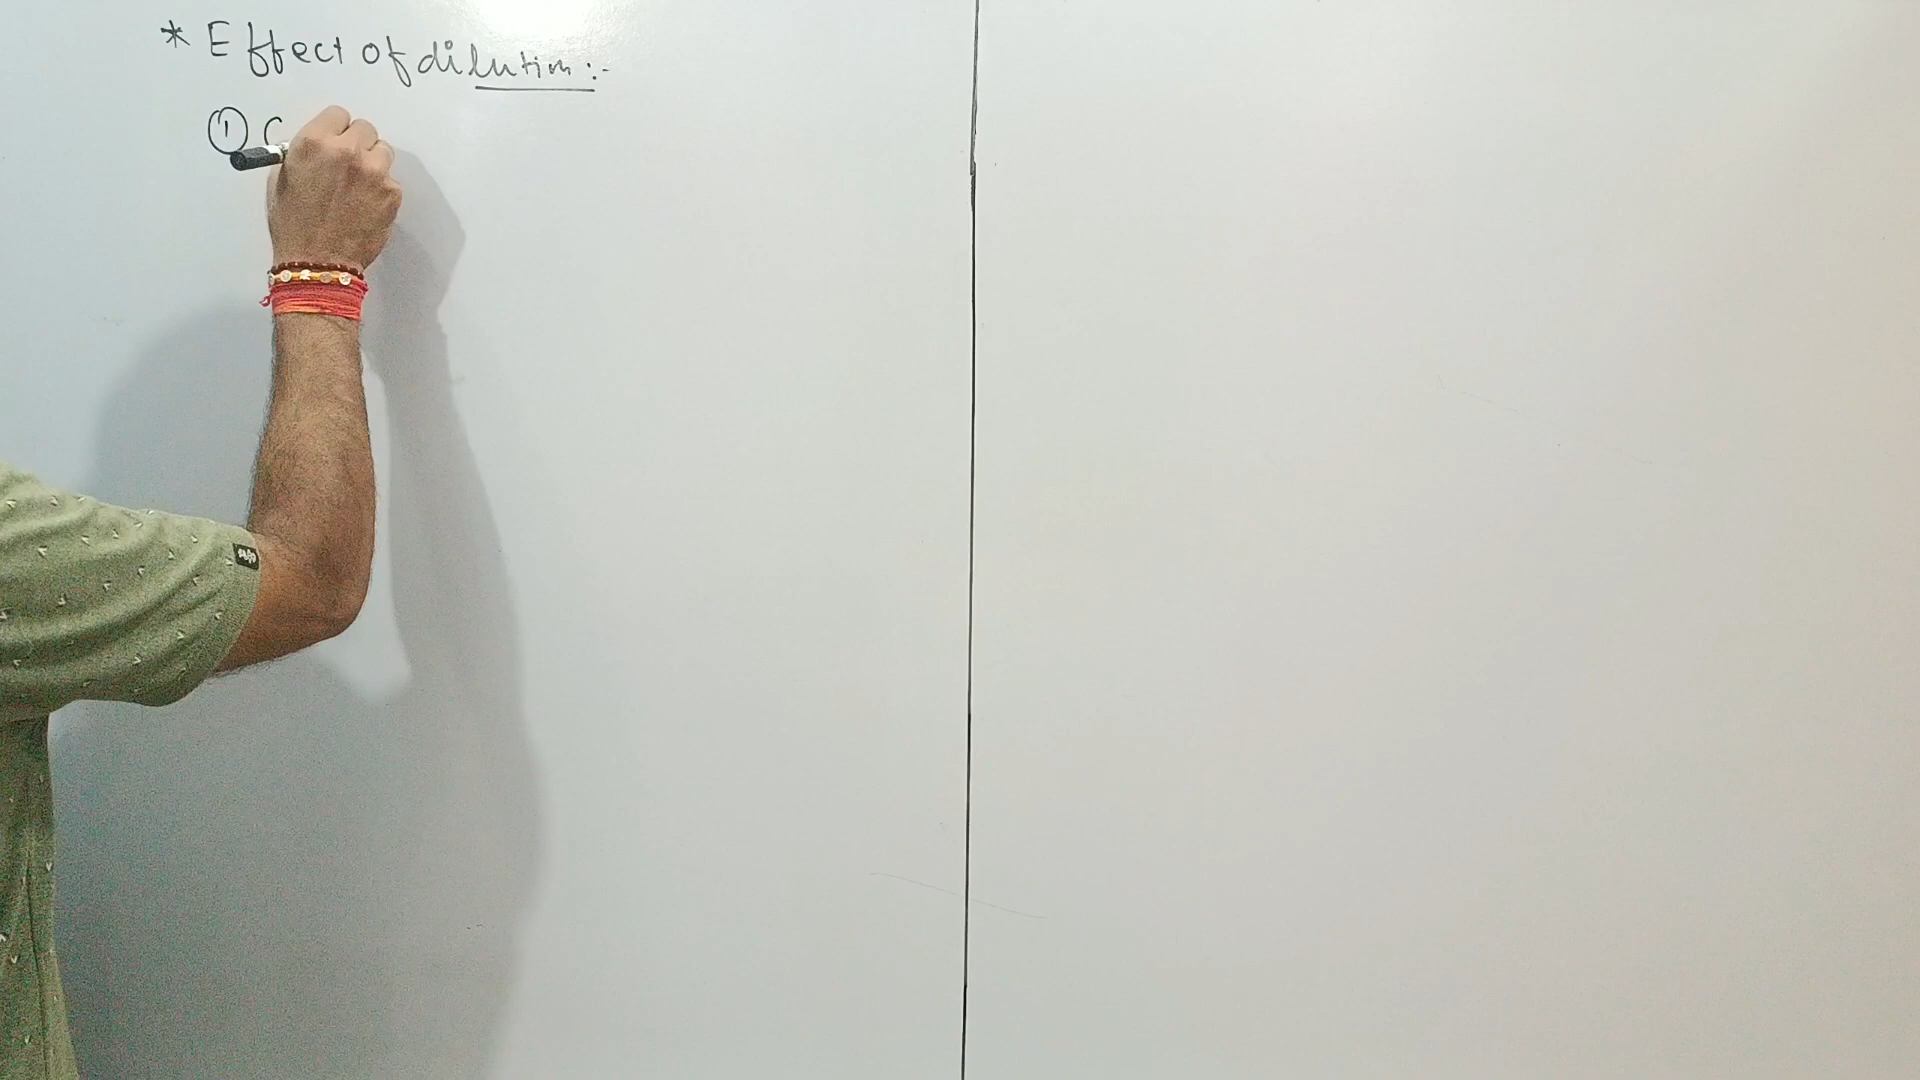 * Effect of dilution :-
① C